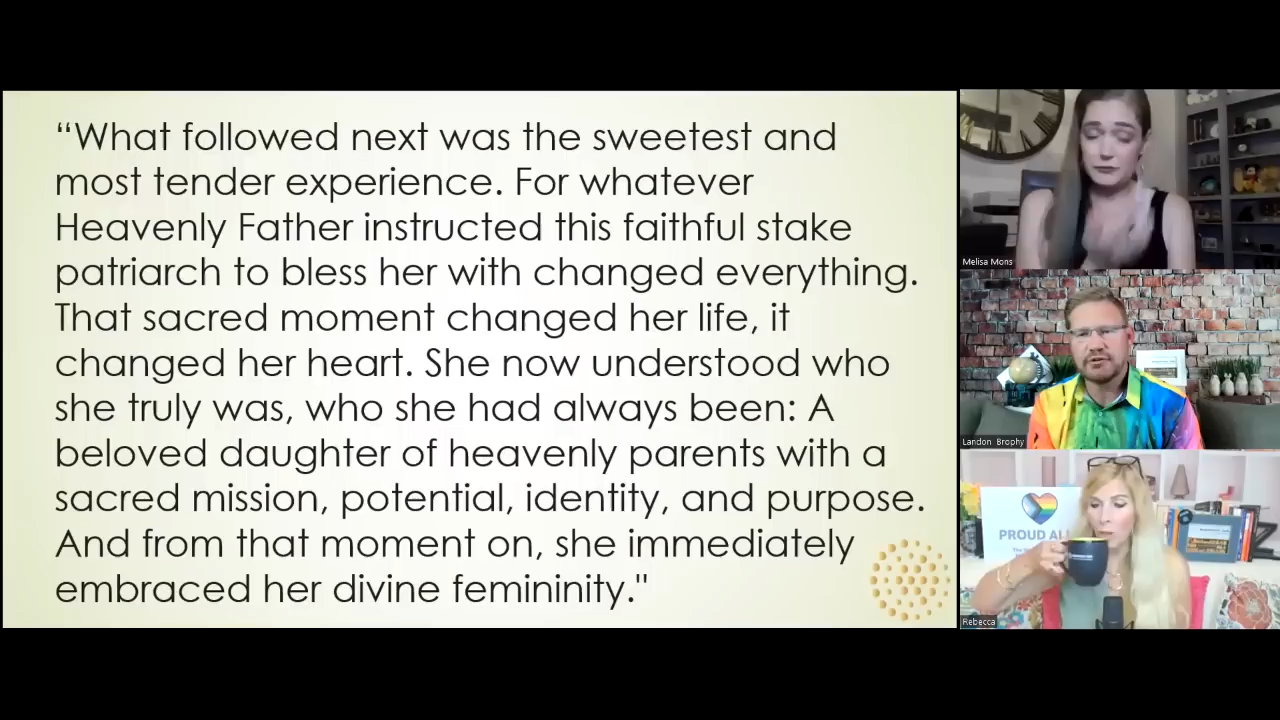 “What followed next was the sweetest and
most tender experience. For whatever
Heavenly Father instructed this faithful stake
patriarch to bless her with changed everything.
That sacred moment changed her life, it
changed her heart. She now understood who
she truly was, who she had always been: A
beloved daughter of heavenly parents with a
sacred mission, potential, identity, and purpose.
And from that moment on, she immediately
embraced her divine femininity."
Melisa Mons
Landon Brophy
PROUD
Rebecca